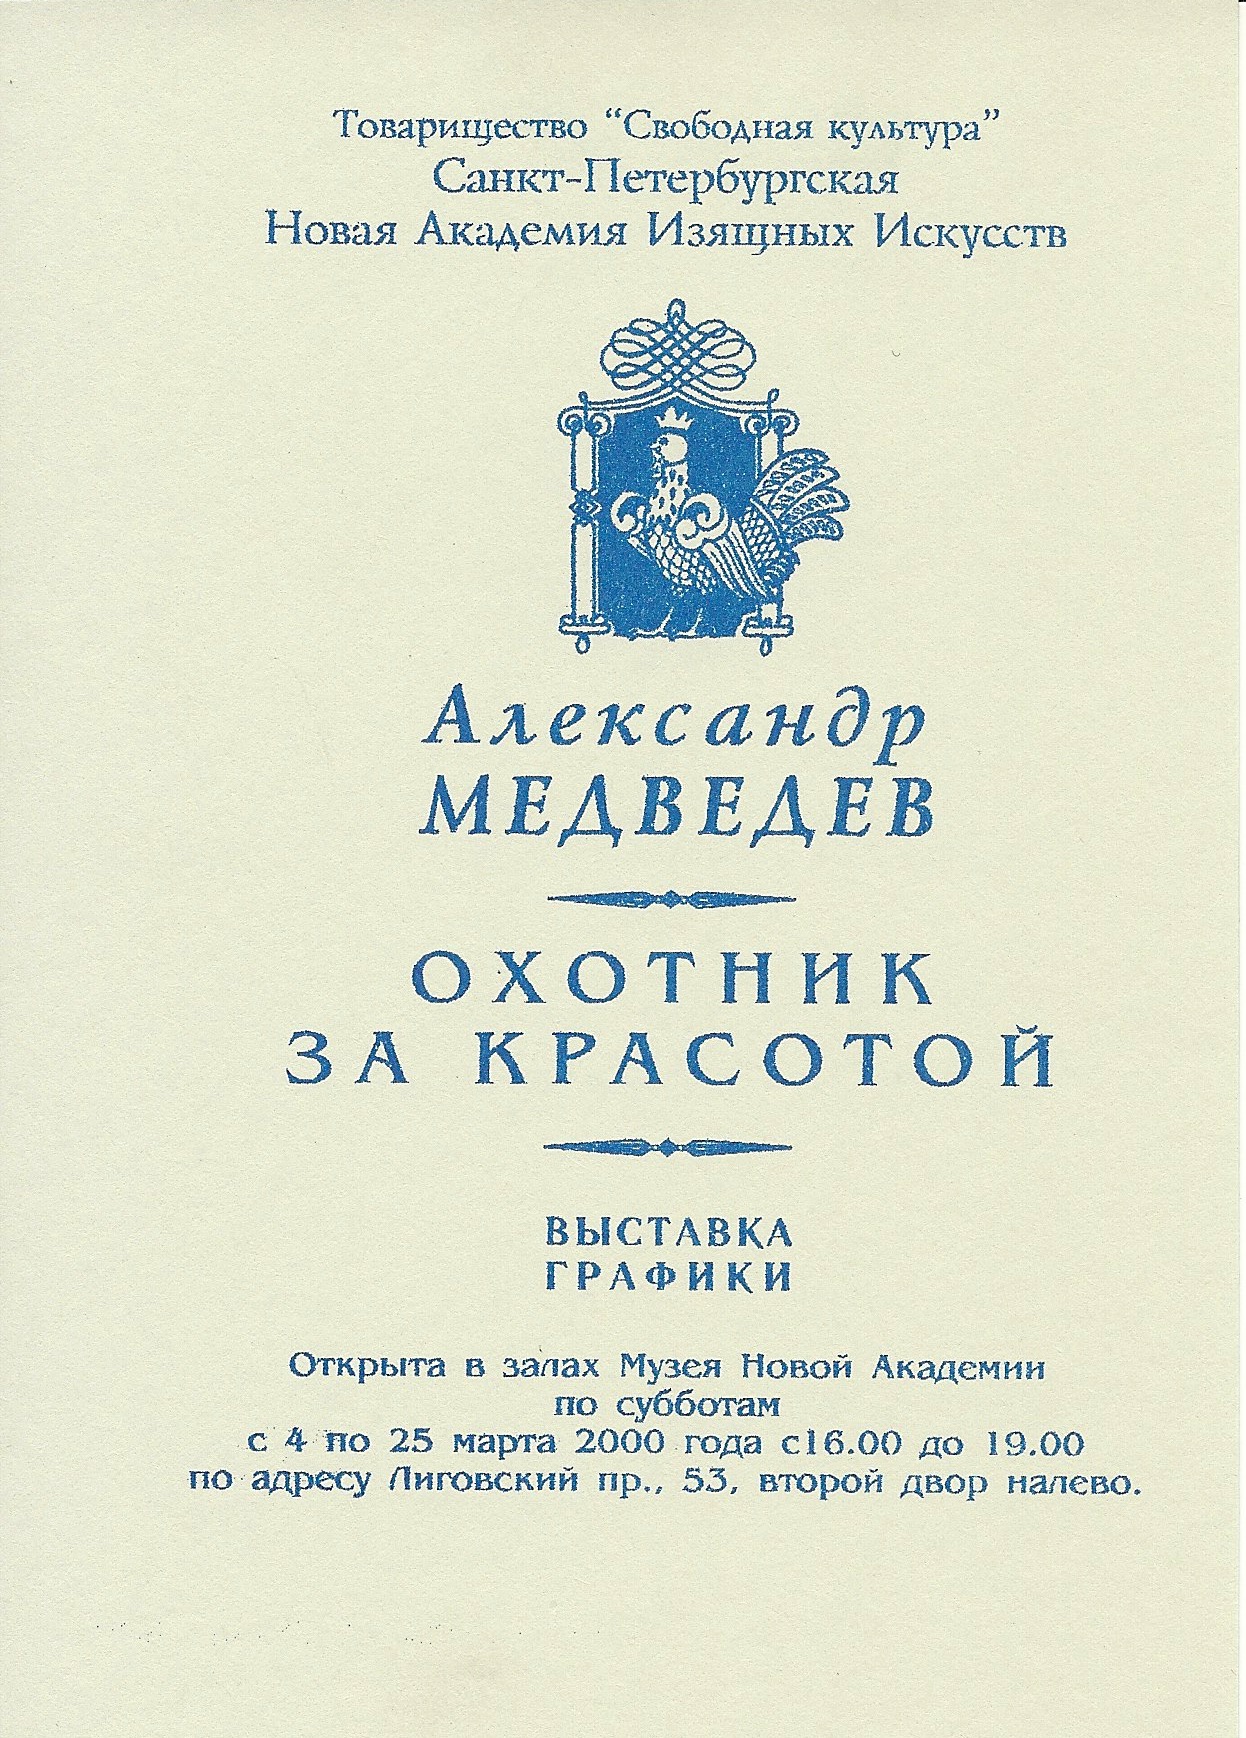 Товарищество “Свободная культура”
Санкт-Петербургская
Новая Академия Изящных Искусств
Александр
МЕДВЕДЕВ
ОХОТНИК
ЗА КРАСОТОЙ
ВЫСТАВКА
ГРАФИКИ
Открыта в залах Музея Новой Академии
по субботам
с 4 по 25 марта 2000 года с16.00 до 19.00
по адресу Лиговский пр., 53, второй двор налево.